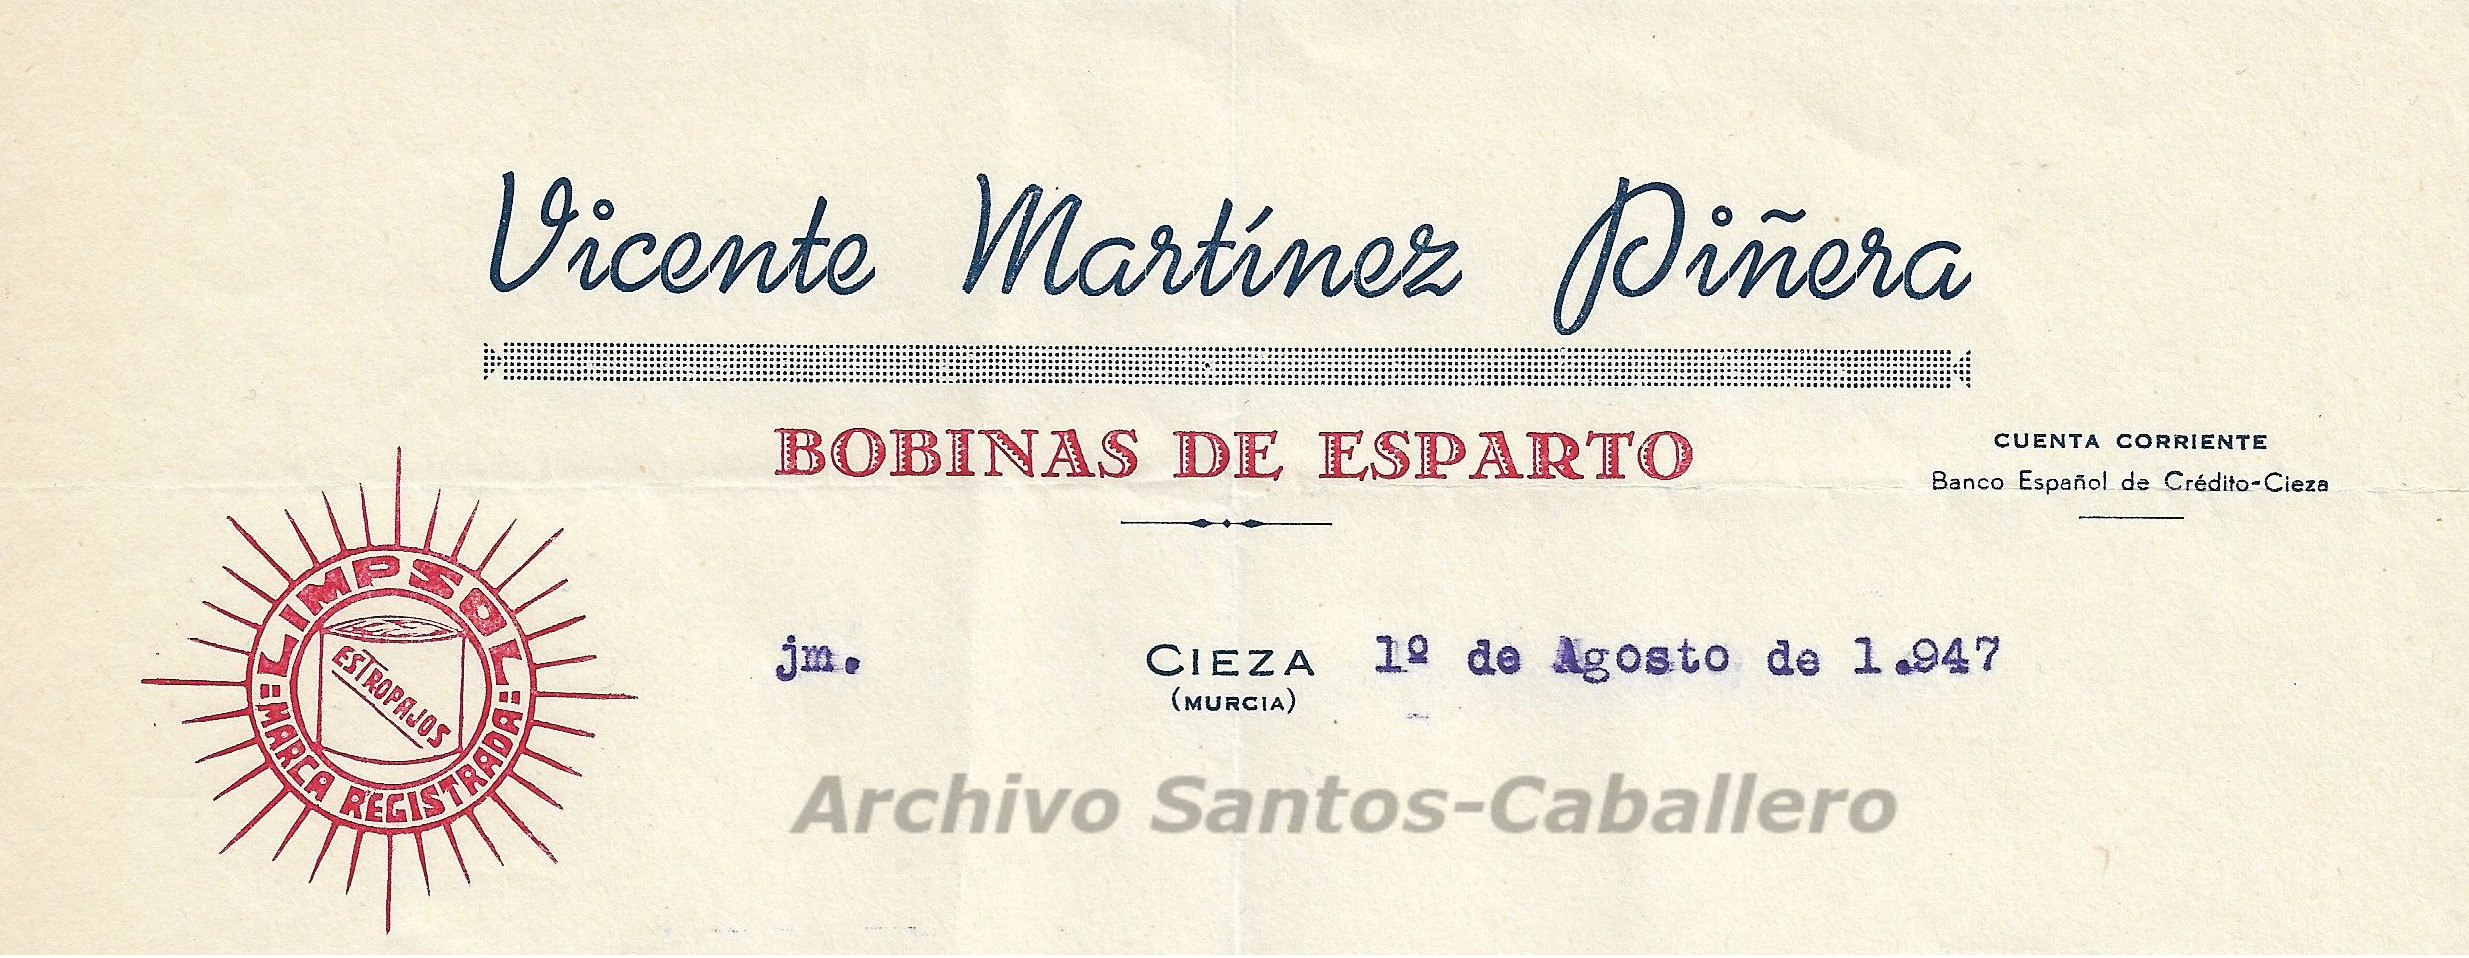 Vicente Martínez Piñera
BOBINAS DE ESPARTO
CUENTA CORRIENTE
Banco Español de Crédito-Cieza
LIMPSOL
ESTROPAJOS
MARCA REGISTRADA
jm. CIEZA 1º de Agosto de 1.947
(MURCIA)
Archivo Santos-Caballero